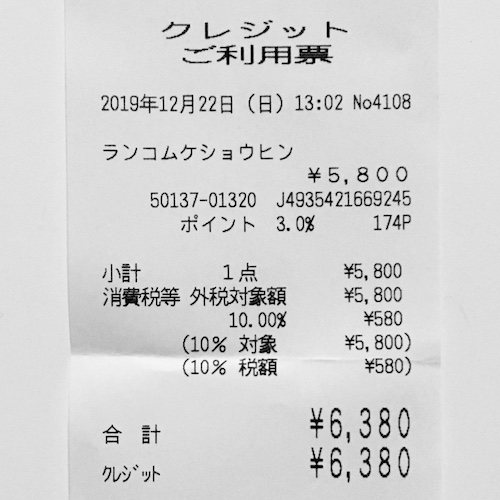 クレジット
ご利用票
2019年12月22日（日）13:02 No4108
ランコムケショウヒン
¥5,800
50137-01320 J4935421669245
ポイント 3.0% 174P
小計 1点 ¥5,800
消費税等 外税対象額 ¥5,800
10.00% ¥580
(10% 対象 ¥5,800)
(10% 税額 ¥580)
合計 ¥6,380
ｸﾚｼﾞｯﾄ ¥6,380